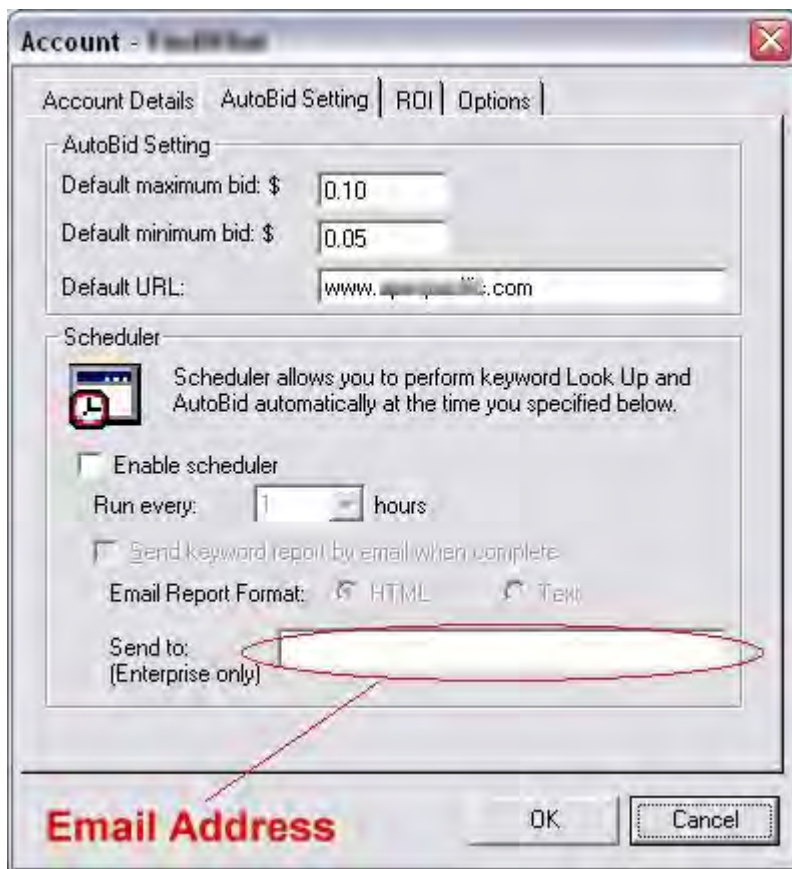 Account -
Account Details AutoBid Setting ROI Options
AutoBid Setting
Default maximum bid: $ 0.10
Default minimum bid: $ 0.05
Default URL: www. .com
Scheduler
Scheduler allows you to perform keyword Look Up and
AutoBid automatically at the time you specified below.
Enable scheduler
Run every: 1 hours
Send keyword report by email when complete
Email Report Format: HTML Text
Send to:
(Enterprise only)
Email Address
OK Cancel